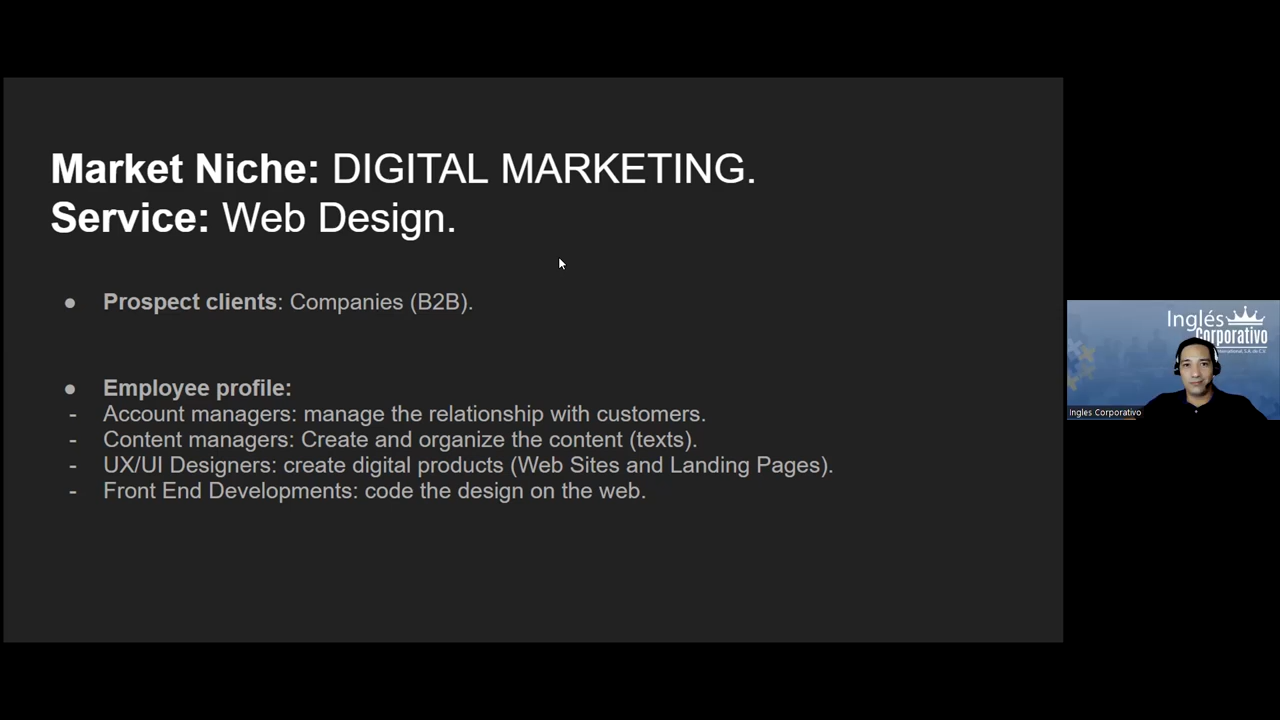 Market Niche: DIGITAL MARKETING.
Service: Web Design.
● Prospect clients: Companies (B2B).
● Employee profile:
- Account managers: manage the relationship with customers.
- Content managers: Create and organize the content (texts).
- UX/UI Designers: create digital products (Web Sites and Landing Pages).
- Front End Developments: code the design on the web.
Inglés
Corporativo
International, S.A. de C.V.
Ingles Corporativo